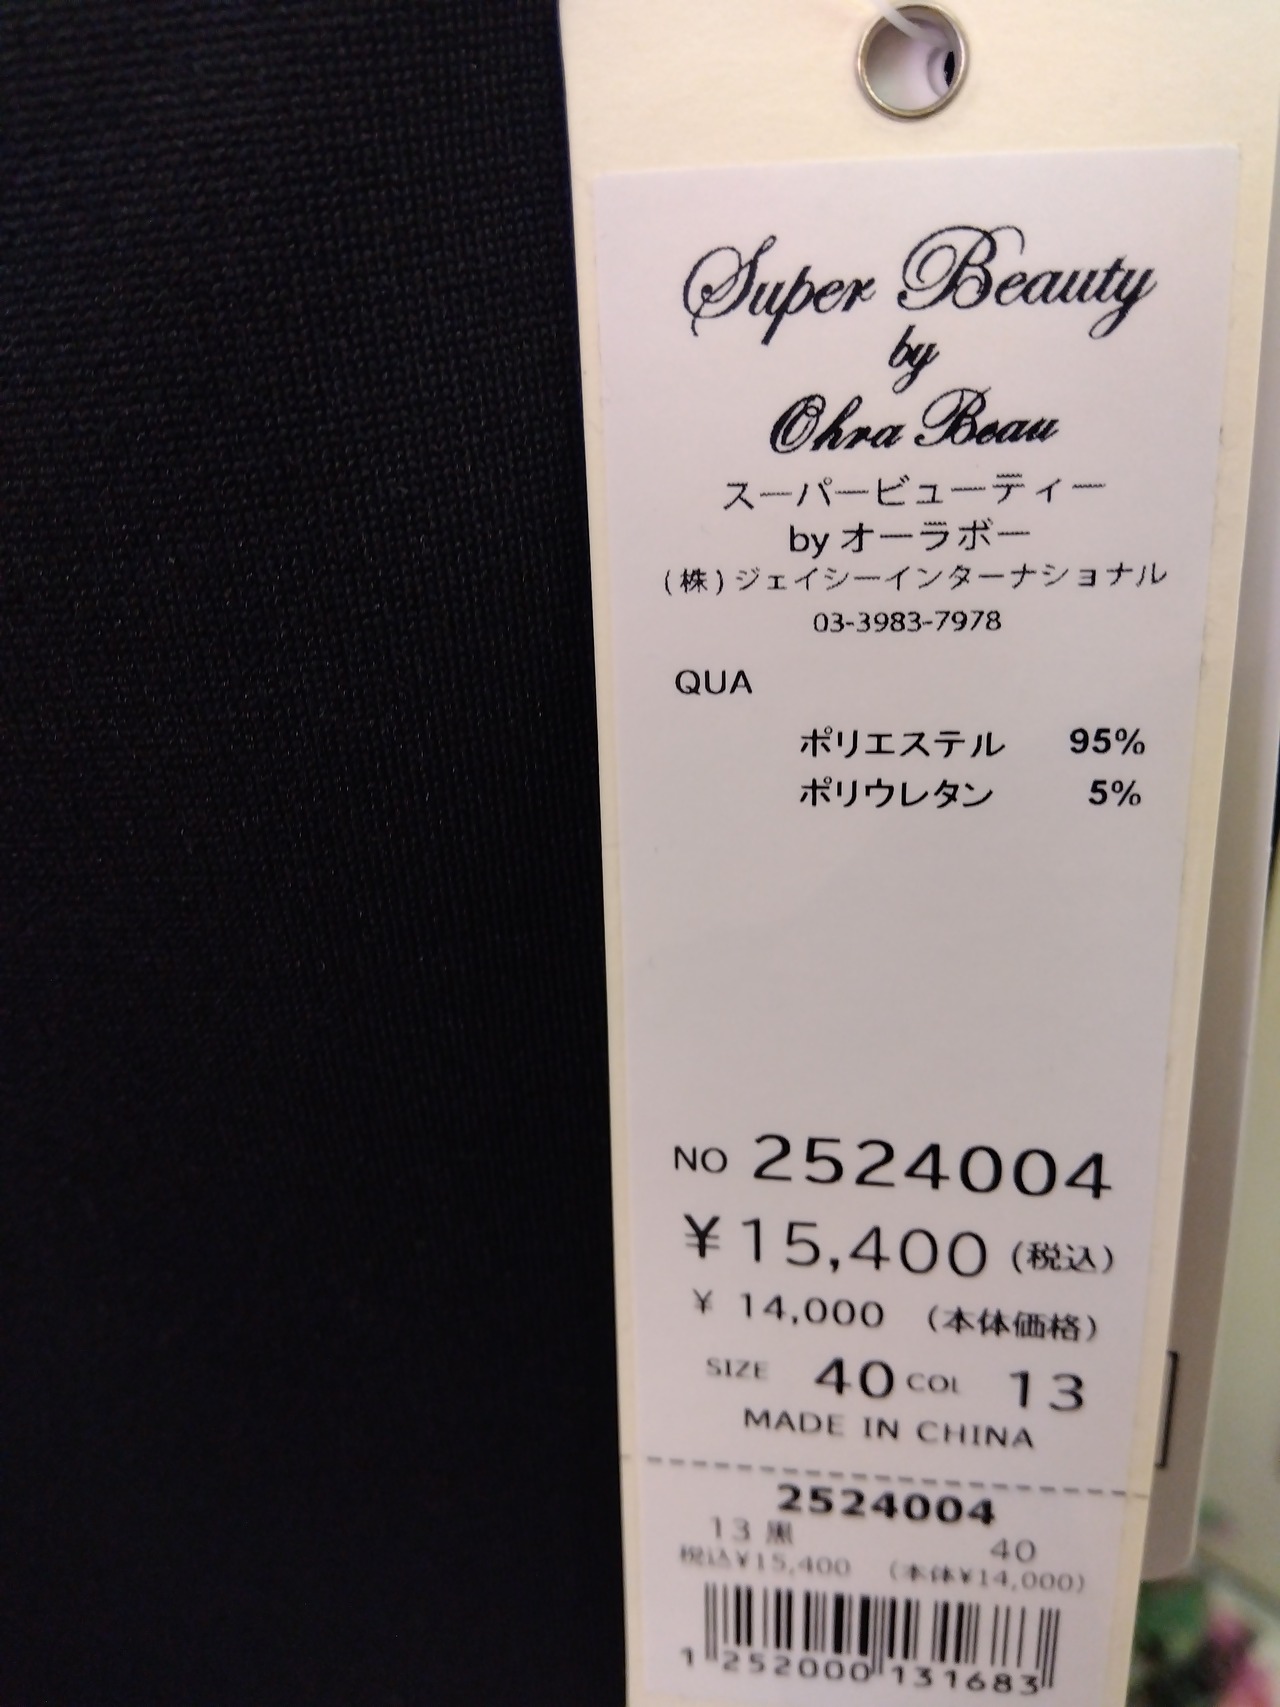 Super Beauty
by
Ohra Beau
スーパービューティー
by オーラボー
(株)ジェイシーインターナショナル
03-3983-7978
QUA
ポリエステル 95%
ポリウレタン 5%
NO 2524004
¥15,400 (税込)
¥ 14,000 (本体価格)
SIZE 40 COL 13
MADE IN CHINA
2524004
13 黒 40
税込¥15,400 (本体¥14,000)
1 252000 131683